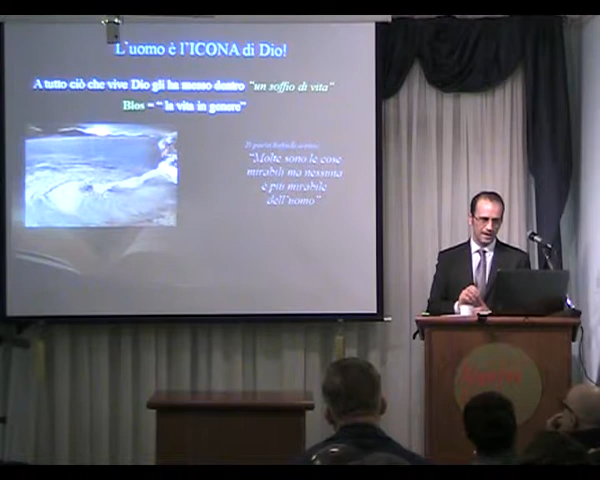 L'uomo è l'ICONA di Dio!
A tutto ciò che vive Dio gli ha messo dentro "un soffio di vita"
Bios = " la vita in genere"
"Molte sono le cose
mirabili ma nessuna
è più mirabile
dell'uomo"